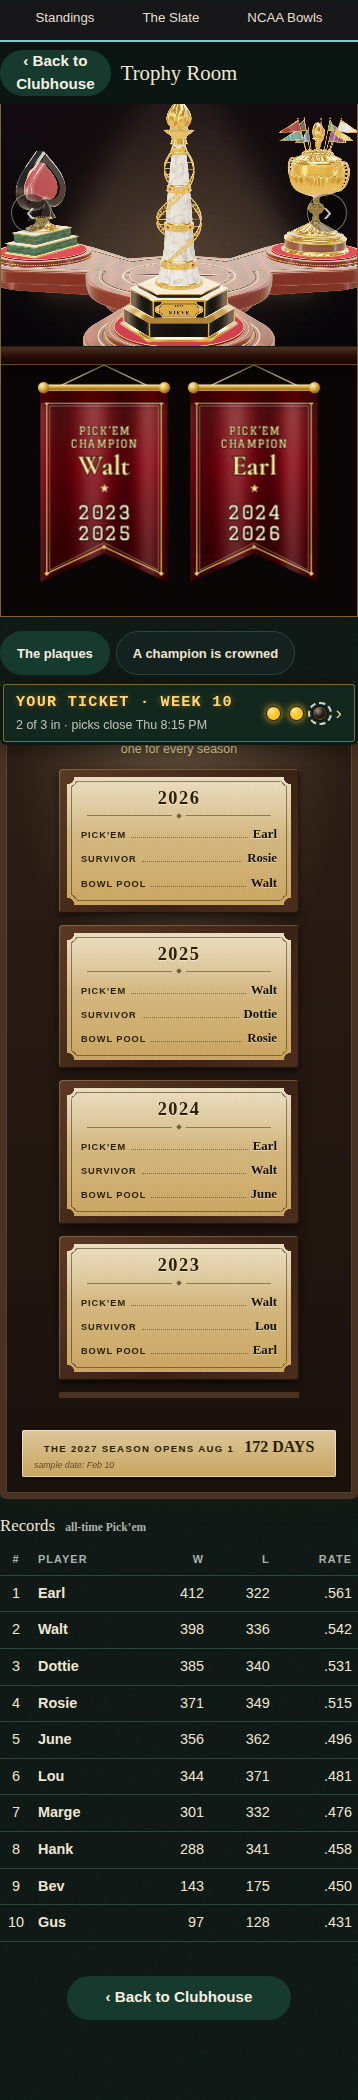 Standings The Slate NCAA Bowls
‹ Back to
Clubhouse
Trophy Room
‹ ›
PICK'EM
CHAMPION
Walt
★
2023
2025
PICK'EM
CHAMPION
Earl
★
2024
2026
The plaques A champion is crowned
YOUR TICKET · WEEK 10
2 of 3 in · picks close Thu 8:15 PM ›
one for every season
2026
PICK'EM Earl
SURVIVOR Rosie
BOWL POOL Walt
2025
PICK'EM Walt
SURVIVOR Dottie
BOWL POOL Rosie
2024
PICK'EM Earl
SURVIVOR Walt
BOWL POOL June
2023
PICK'EM Walt
SURVIVOR Lou
BOWL POOL Earl
THE 2027 SEASON OPENS AUG 1 172 DAYS
sample date: Feb 10
Records all-time Pick'em
# PLAYER W L RATE
1 Earl 412 322 .561
2 Walt 398 336 .542
3 Dottie 385 340 .531
4 Rosie 371 349 .515
5 June 356 362 .496
6 Lou 344 371 .481
7 Marge 301 332 .476
8 Hank 288 341 .458
9 Bev 143 175 .450
10 Gus 97 128 .431
‹ Back to Clubhouse